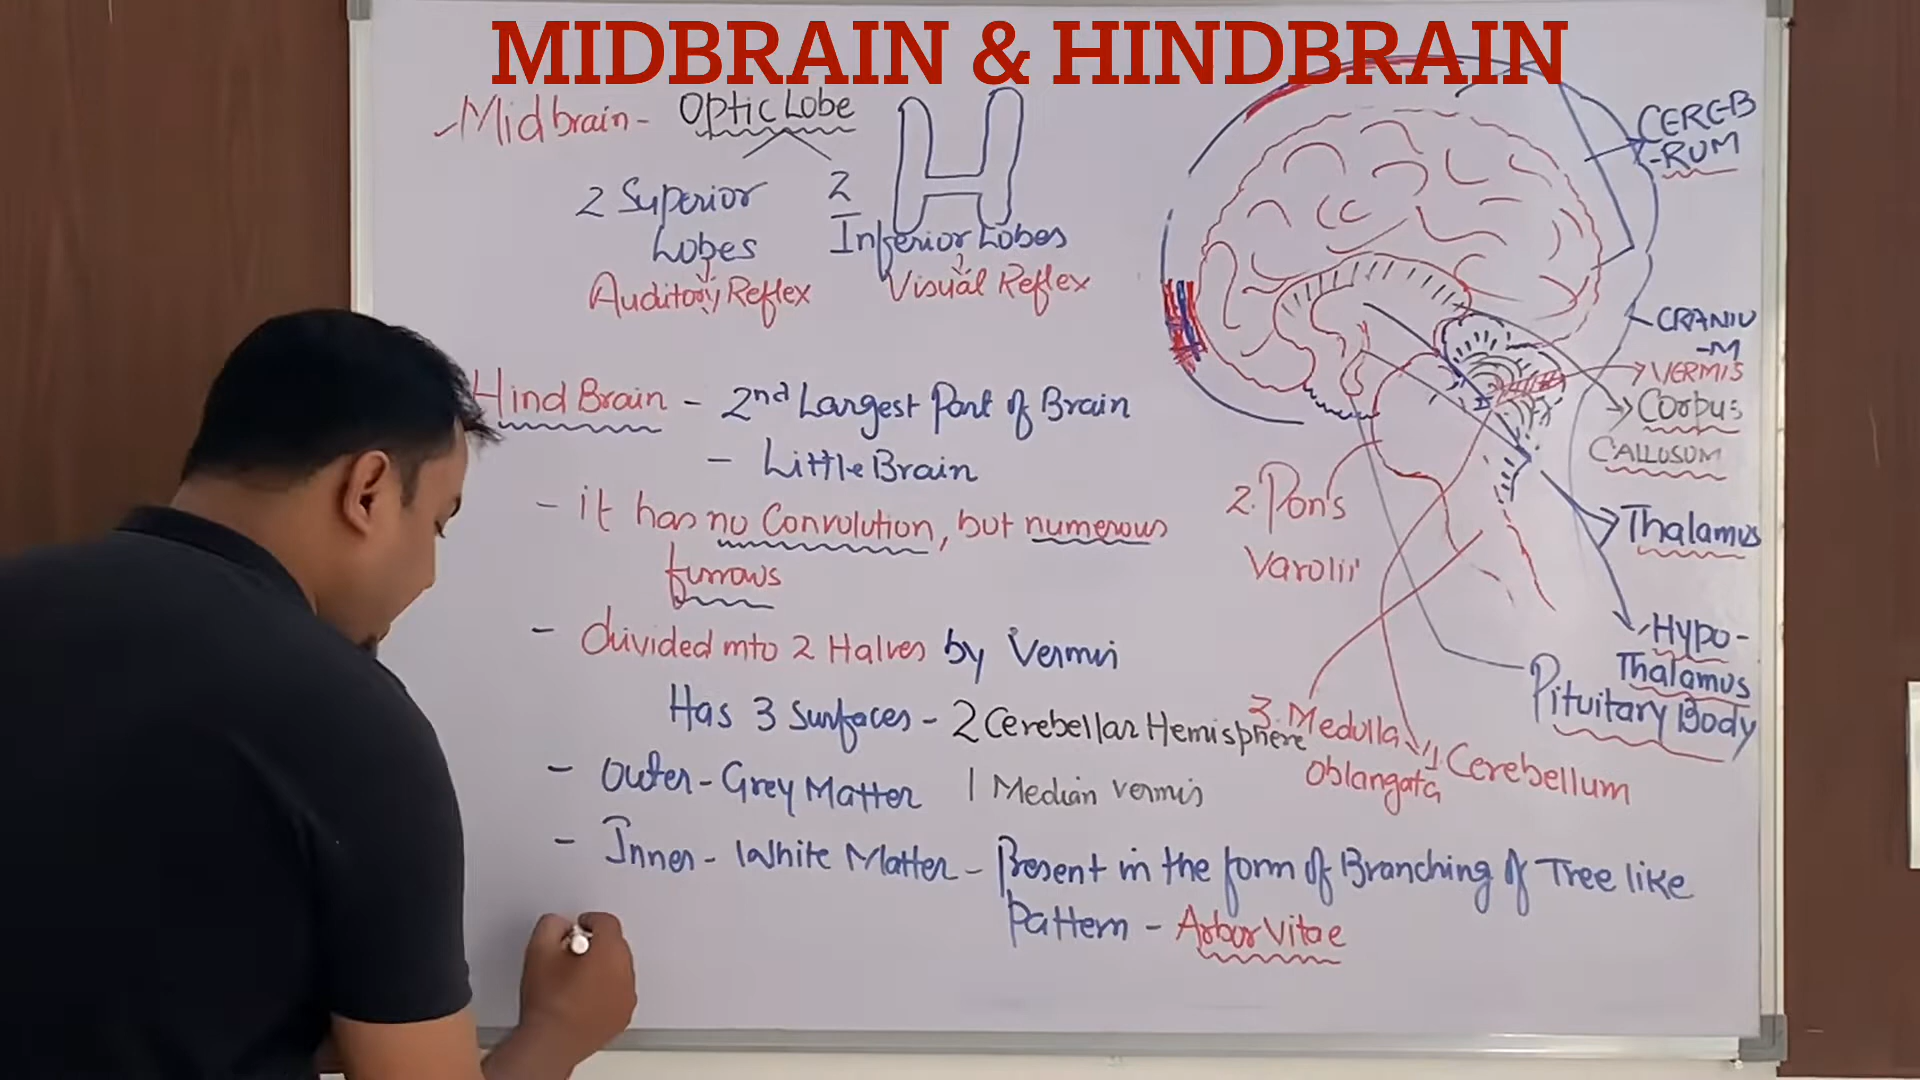 MIDBRAIN & HINDBRAIN
Midbrain - Optic Lobe
2 Superior
Lobes
Auditory Reflex
2
Inferior Lobes
Visual Reflex
H
Hind Brain - 2nd Largest Part of Brain
- Little Brain
- it has no Convolution, but numerous
furrows
- divided into 2 Halves by Vermis
Has 3 Surfaces - 2 Cerebellar Hemisphere
1 Median vermis
- Outer - Grey Matter
- Inner - White Matter - Present in the form of Branching of Tree like
Pattern - Arbor Vitae
CEREB
-RUM
CRANIU
-M
VERMIS
Corpus
CALLOSUM
Thalamus
Hypo-
Thalamus
Pituitary Body
2. Pons
Varolii
3. Medulla
Oblangata
1. Cerebellum